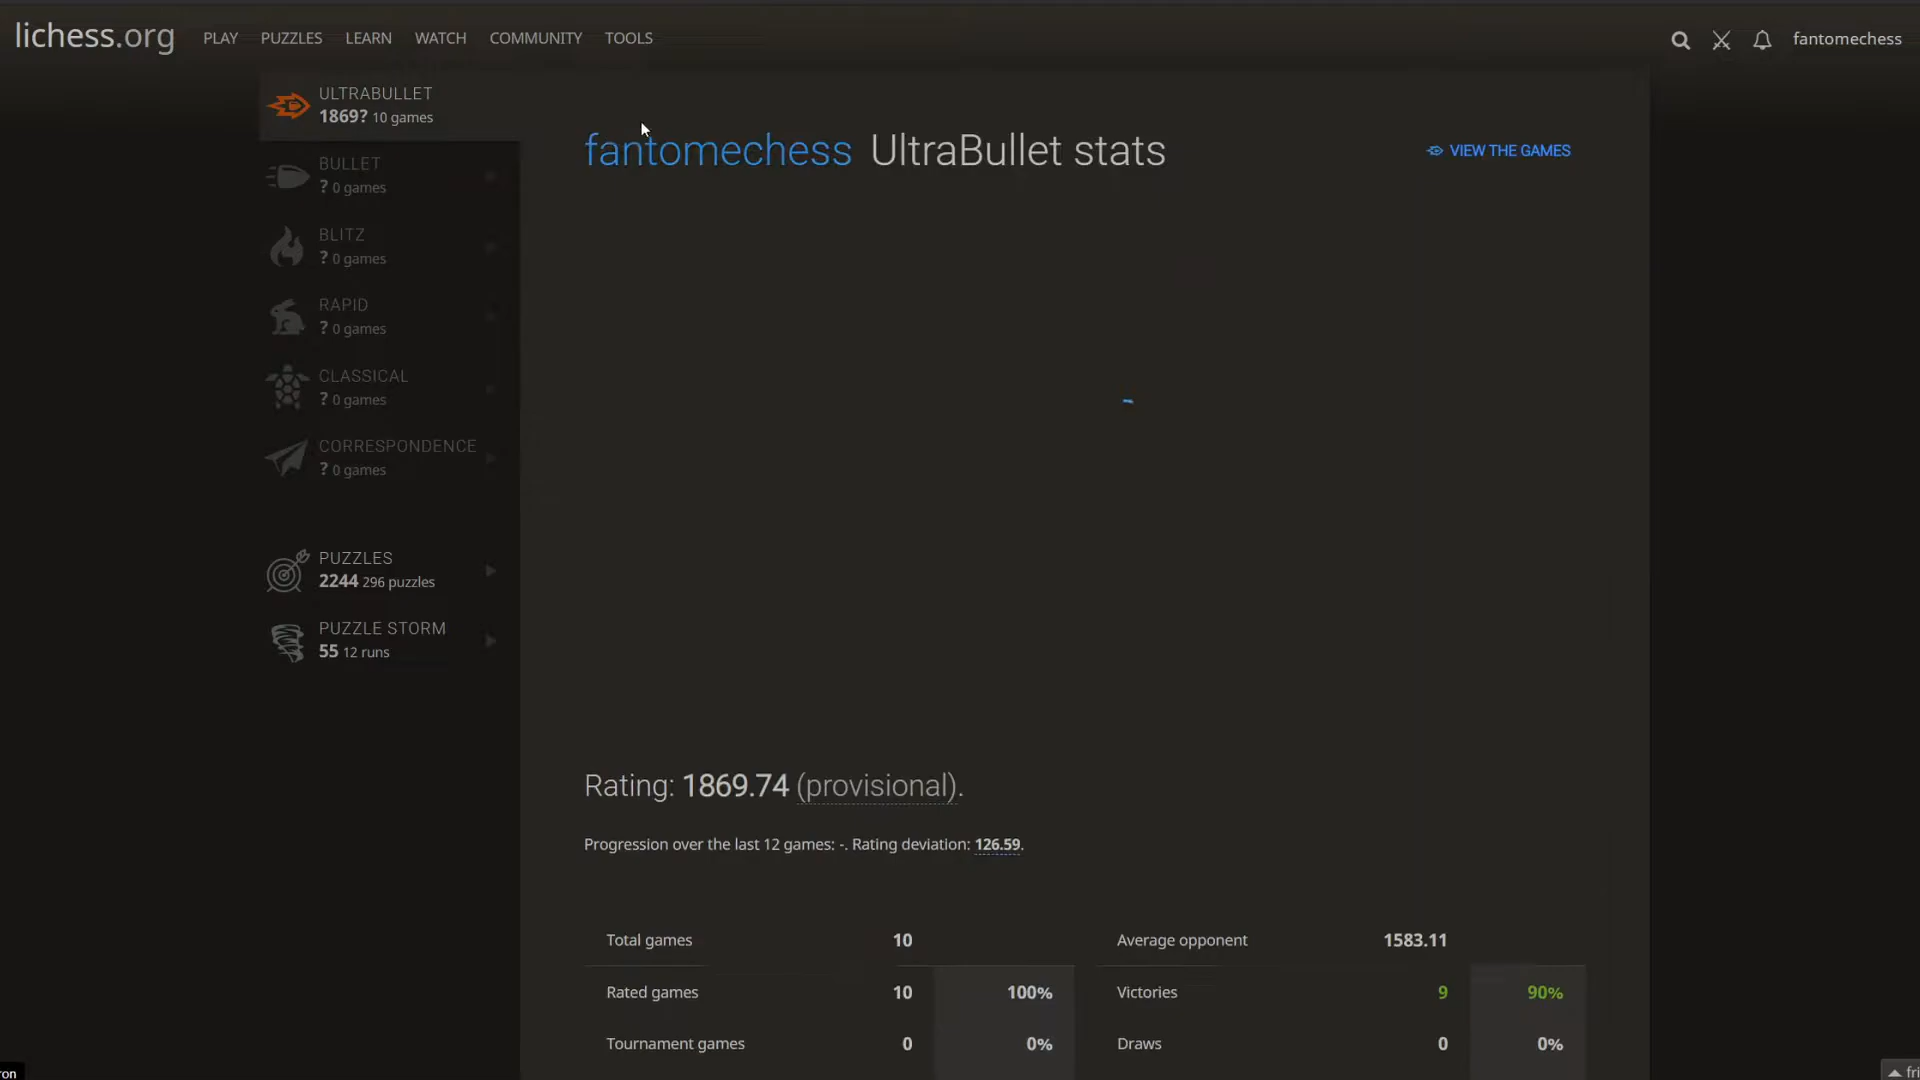 lichess.org PLAY PUZZLES LEARN WATCH COMMUNITY TOOLS fantomechess
ULTRABULLET
1869? 10 games
BULLET
? 0 games
BLITZ
? 0 games
RAPID
? 0 games
CLASSICAL
? 0 games
CORRESPONDENCE
? 0 games
PUZZLES
2244 296 puzzles
PUZZLE STORM
55 12 runs
fantomechess UltraBullet stats
VIEW THE GAMES
Rating: 1869.74 (provisional).
Progression over the last 12 games: -. Rating deviation: 126.59.
Total games 10
Rated games 10 100%
Tournament games 0 0%
Average opponent 1583.11
Victories 9 90%
Draws 0 0%